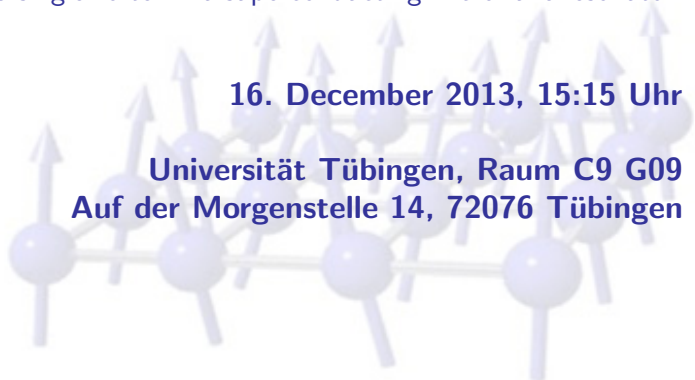 16. December 2013, 15:15 Uhr
Universität Tübingen, Raum C9 G09
Auf der Morgenstelle 14, 72076 Tübingen